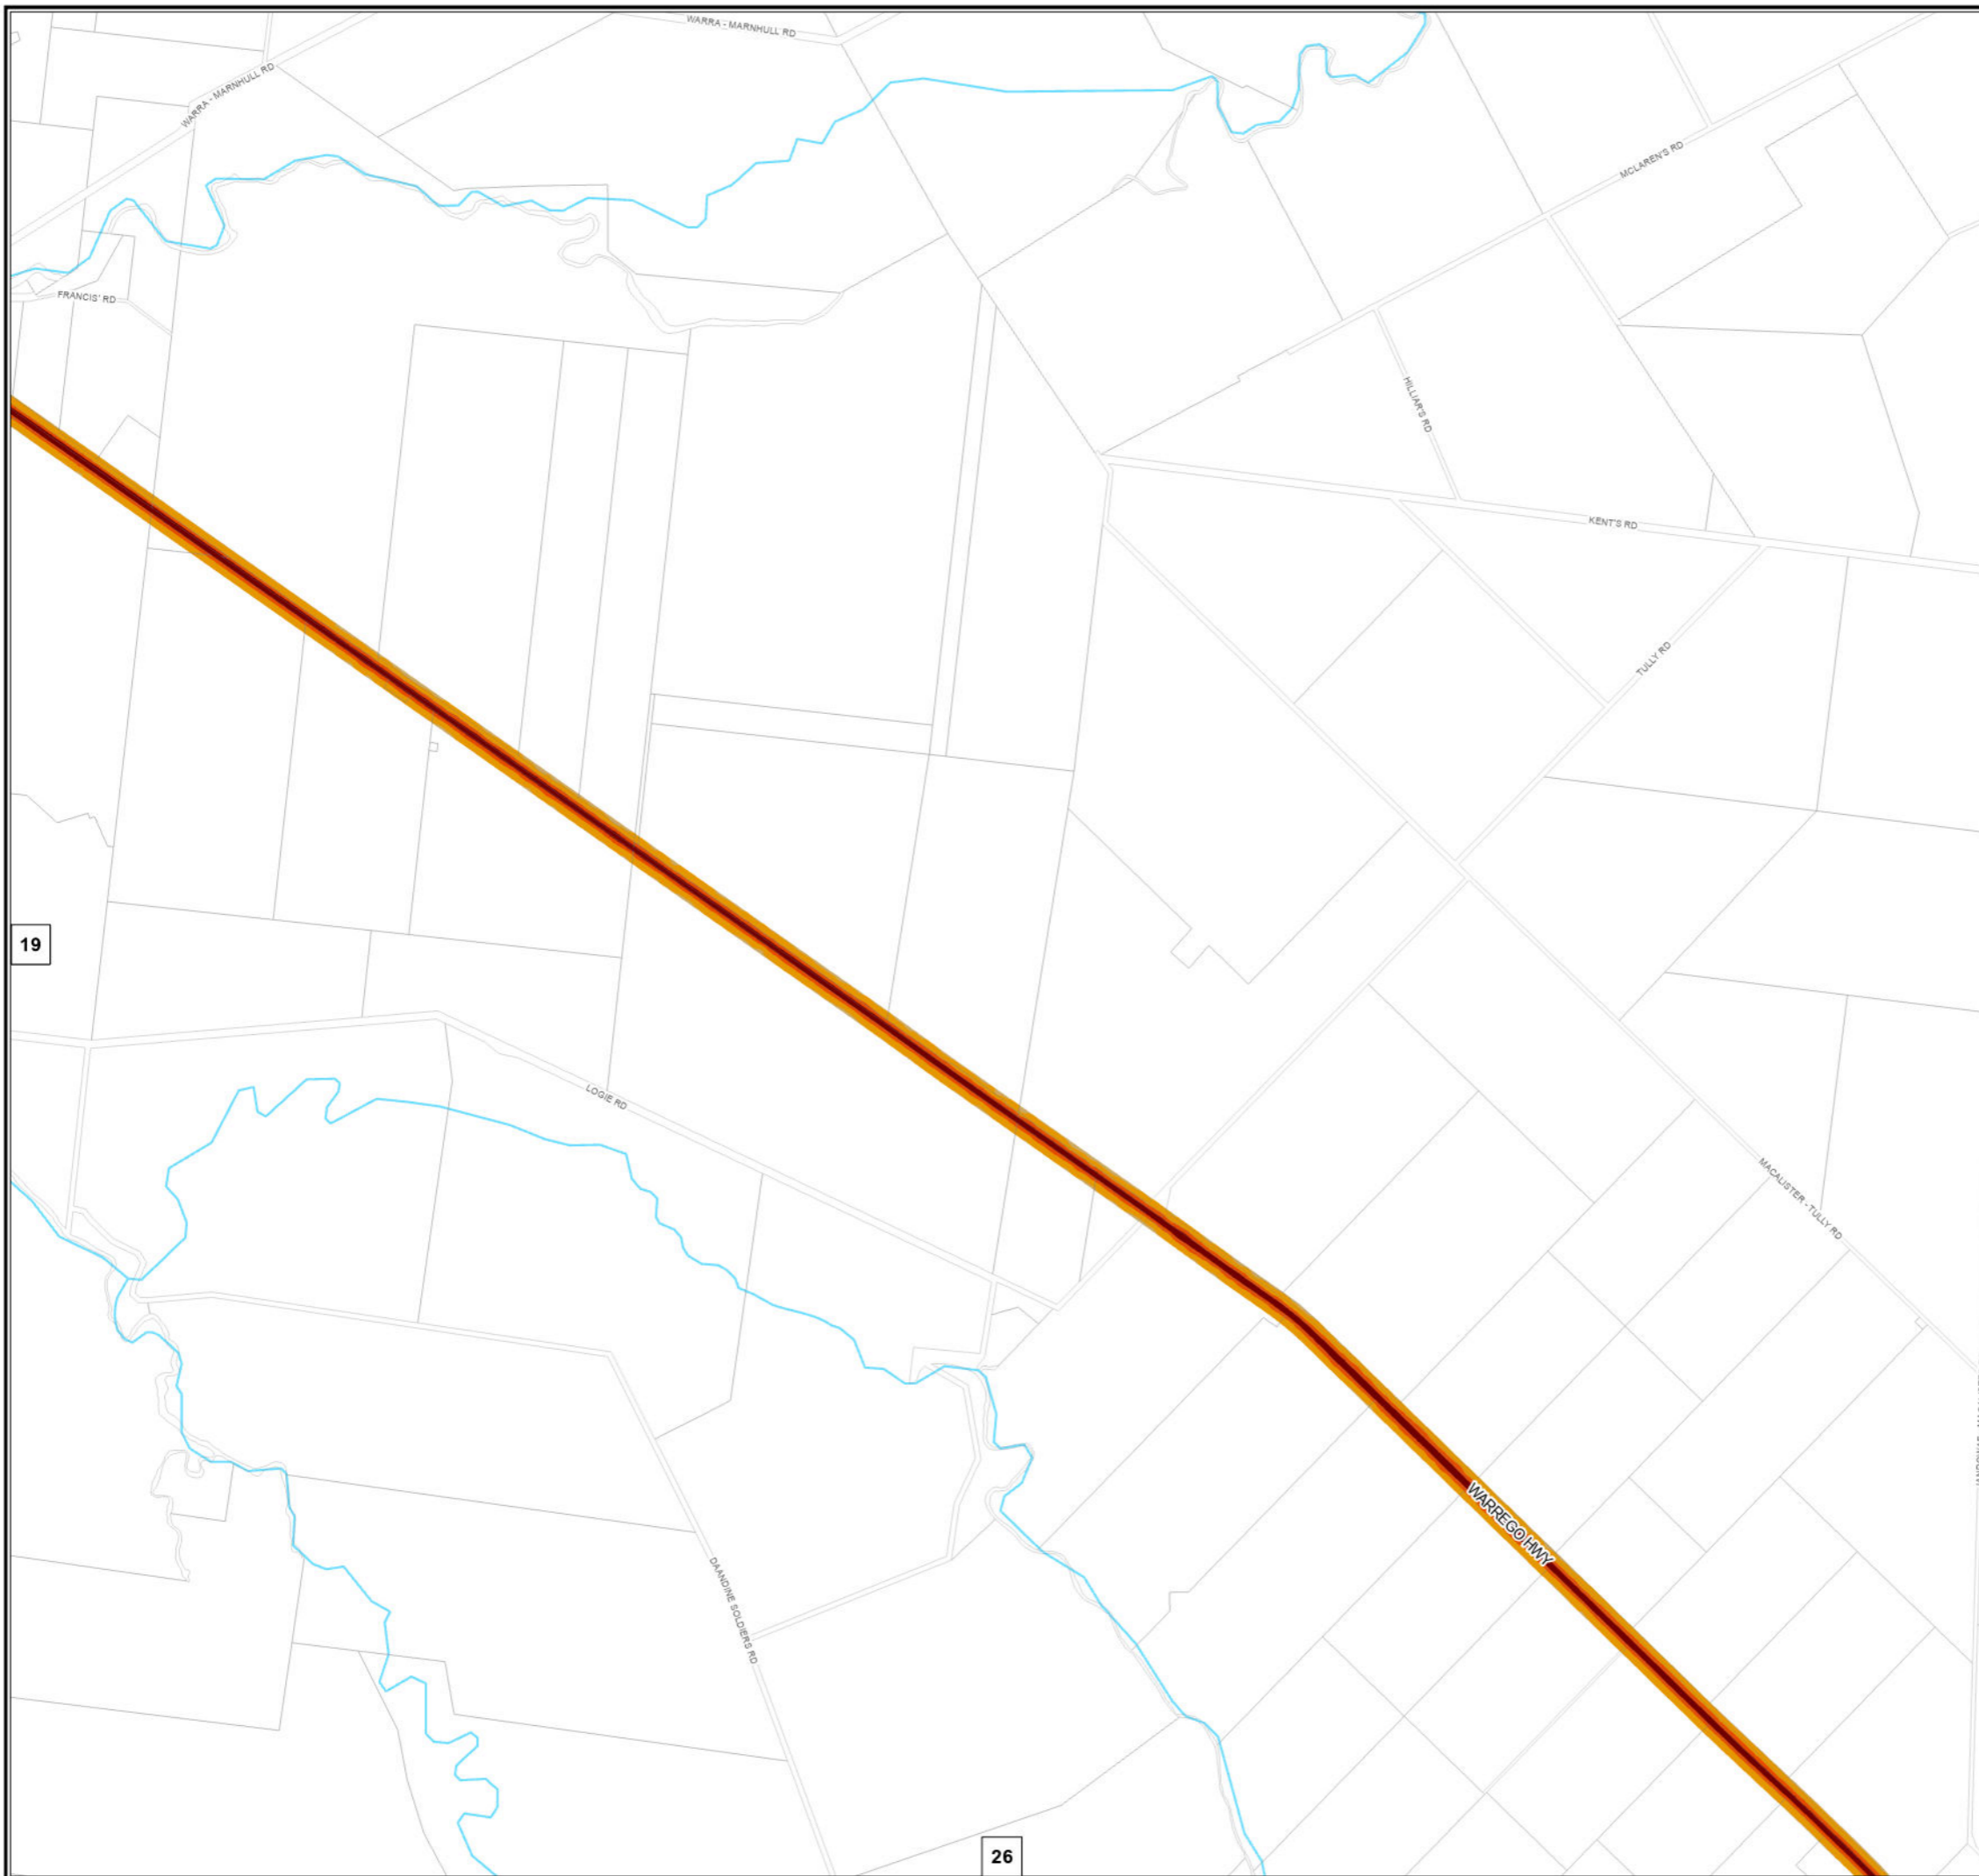 WARRA - MARNHULL RD
WARRA - MARNHULL RD
MCLAREN'S RD
FRANCIS' RD
HILLIAR'S RD
KENT'S RD
TULLY RD
19
LOGIE RD
MACALISTER - TULLY RD
WARREGO HWY
DAANDINE SOLDIERS RD
26